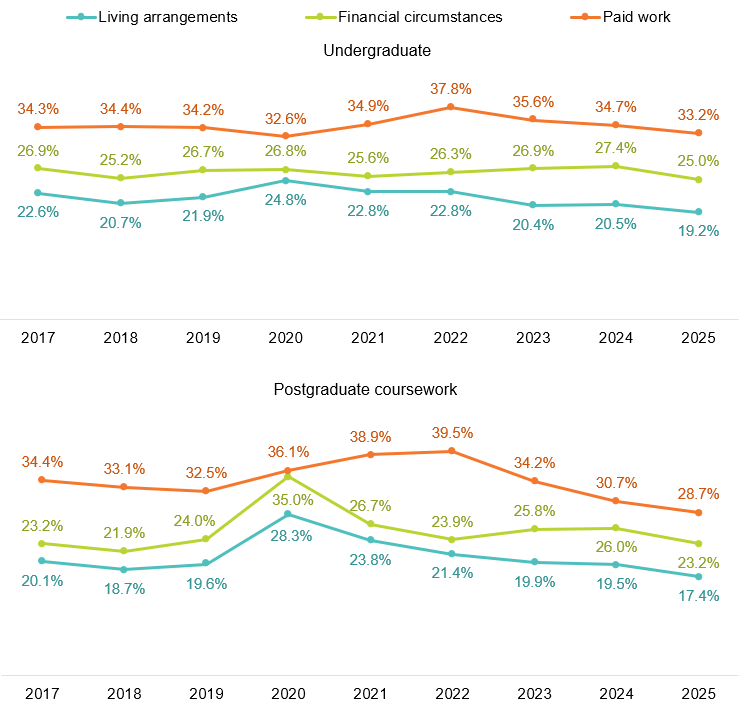 Living arrangements Financial circumstances Paid work
Undergraduate
34.3% 34.4% 34.2% 32.6% 34.9% 37.8% 35.6% 34.7% 33.2%
26.9% 25.2% 26.7% 26.8% 25.6% 26.3% 26.9% 27.4% 25.0%
22.6% 20.7% 21.9% 24.8% 22.8% 22.8% 20.4% 20.5% 19.2%
2017 2018 2019 2020 2021 2022 2023 2024 2025
Postgraduate coursework
34.4% 33.1% 32.5% 36.1% 38.9% 39.5% 34.2% 30.7% 28.7%
23.2% 21.9% 24.0% 35.0% 26.7% 23.9% 25.8% 26.0% 23.2%
20.1% 18.7% 19.6% 28.3% 23.8% 21.4% 19.9% 19.5% 17.4%
2017 2018 2019 2020 2021 2022 2023 2024 2025